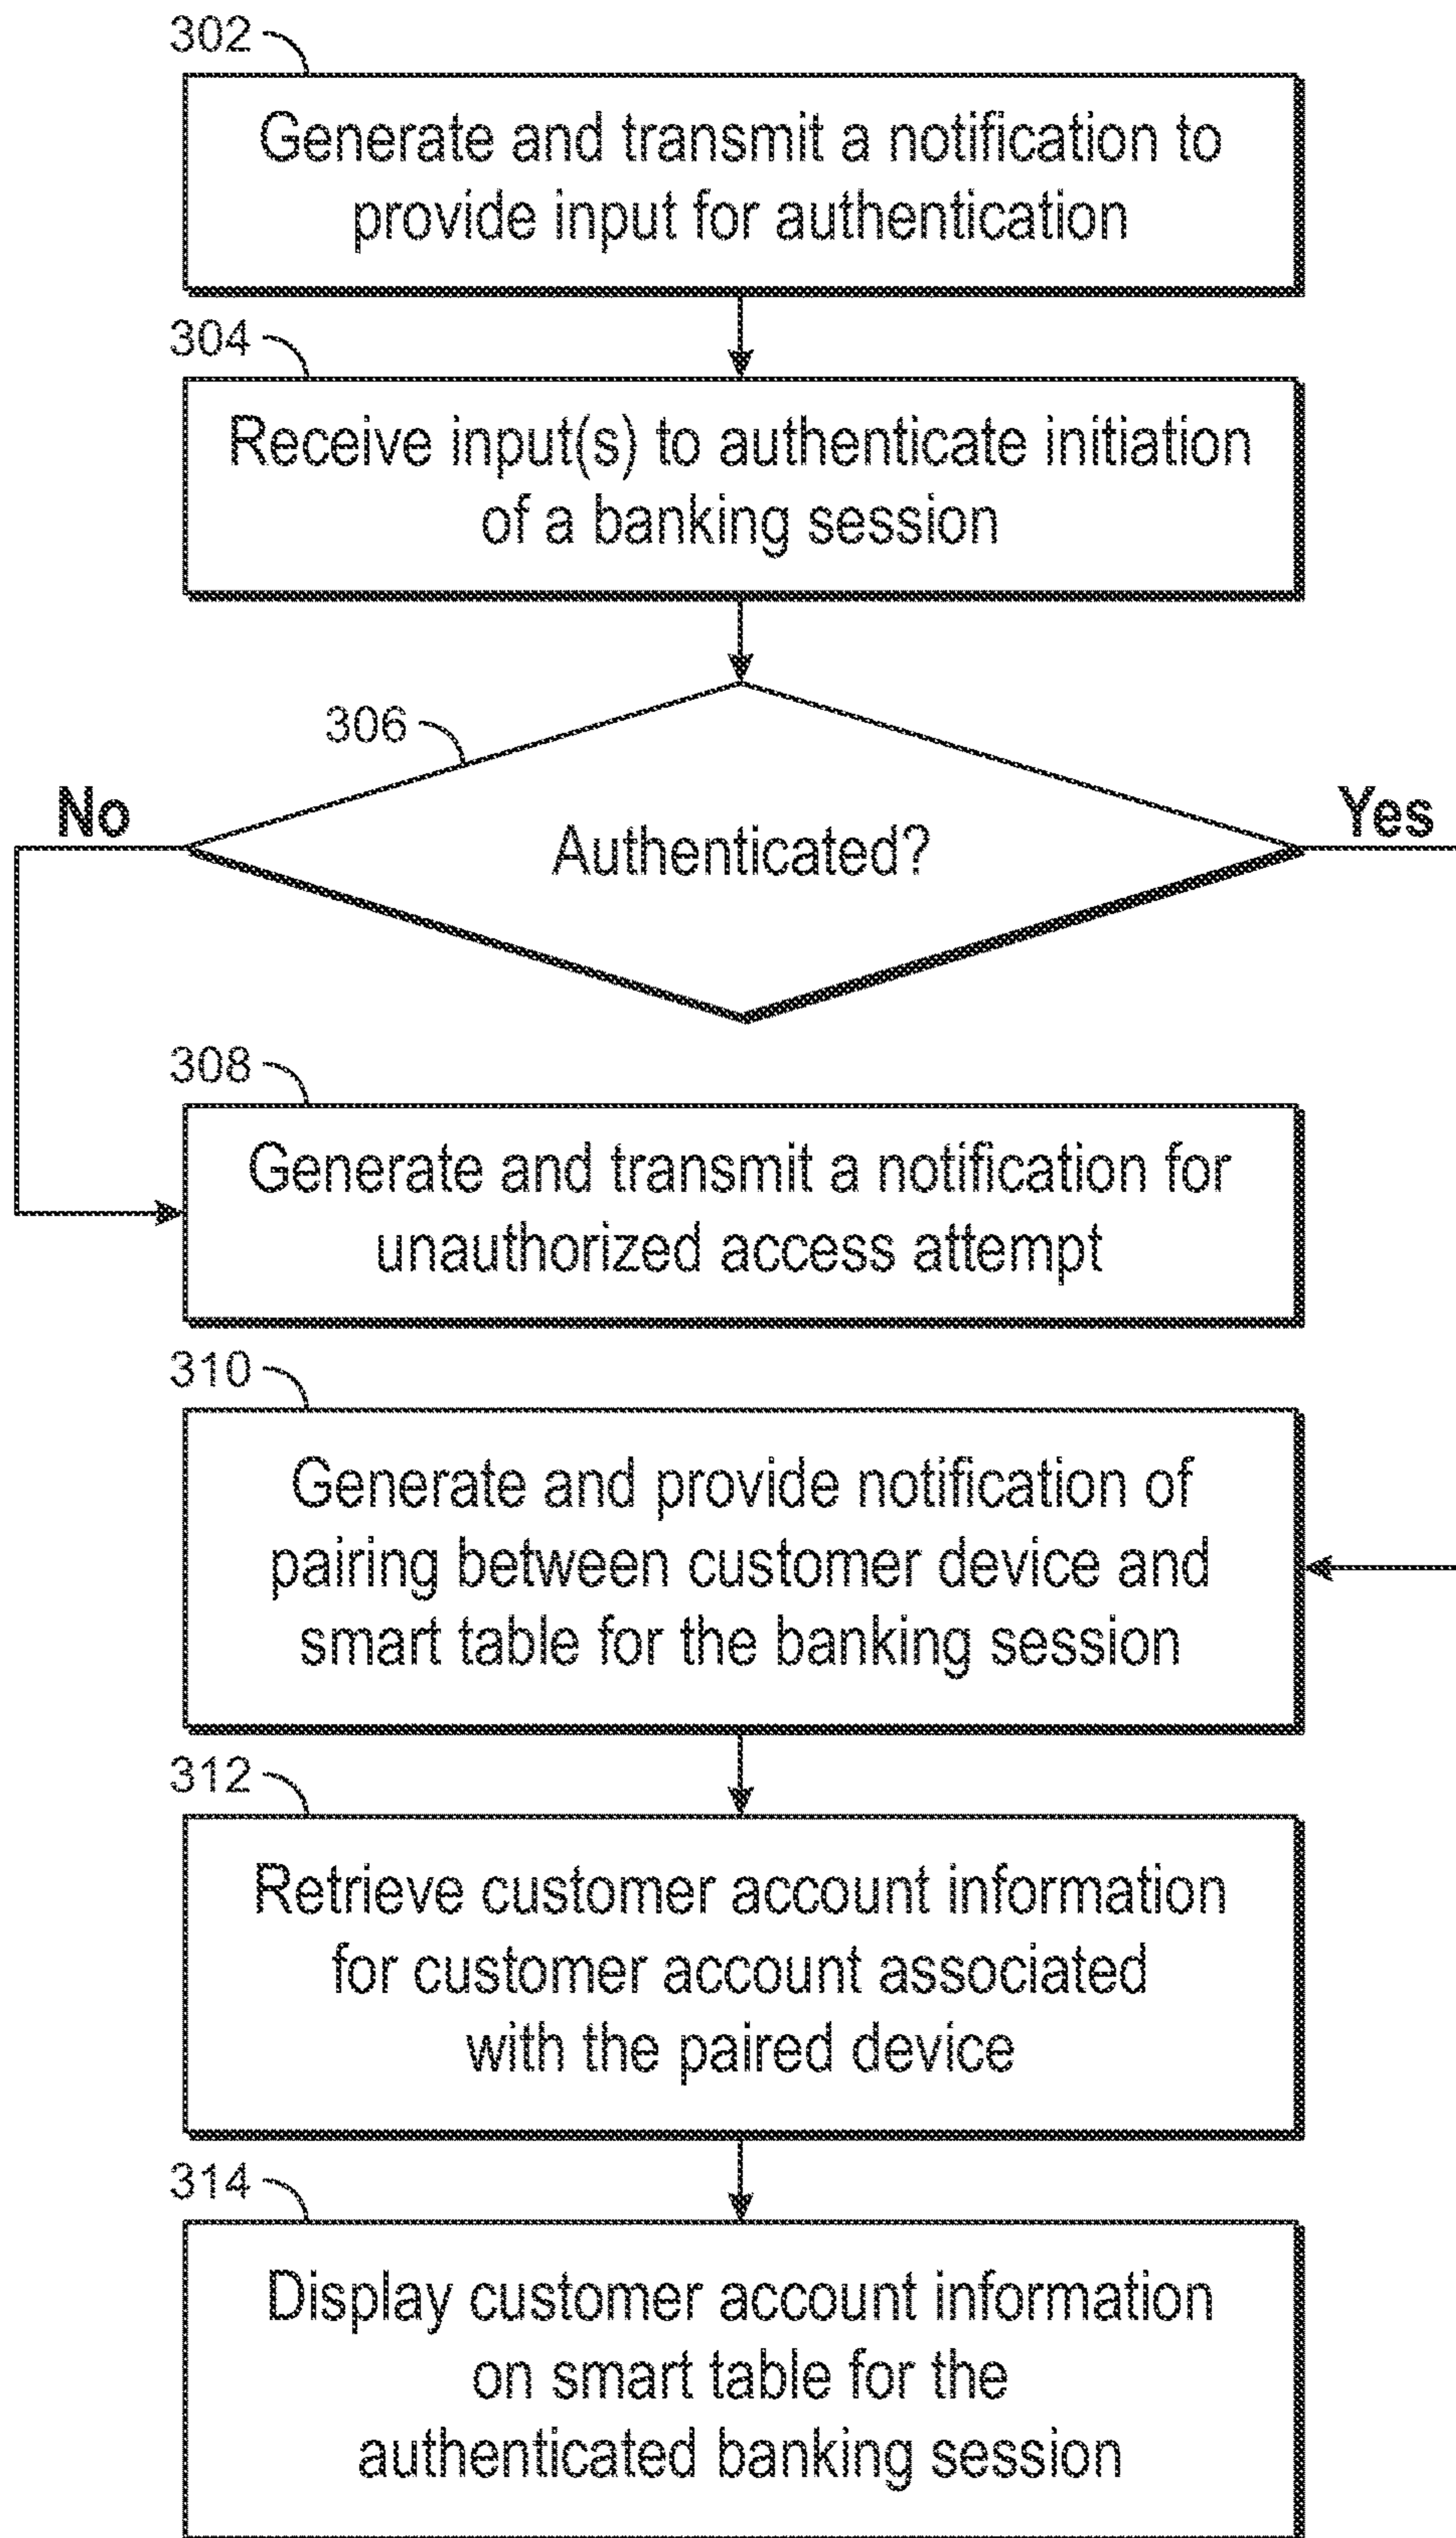 302
Generate and transmit a notification to
provide input for authentication
304
Receive input(s) to authenticate initiation
of a banking session
306
No
Yes
Authenticated?
308
Generate and transmit a notification for
unauthorized access attempt
310
Generate and provide notification of
pairing between customer device and
smart table for the banking session
312
Retrieve customer account information
for customer account associated
with the paired device
314
Display customer account information
on smart table for the
authenticated banking session